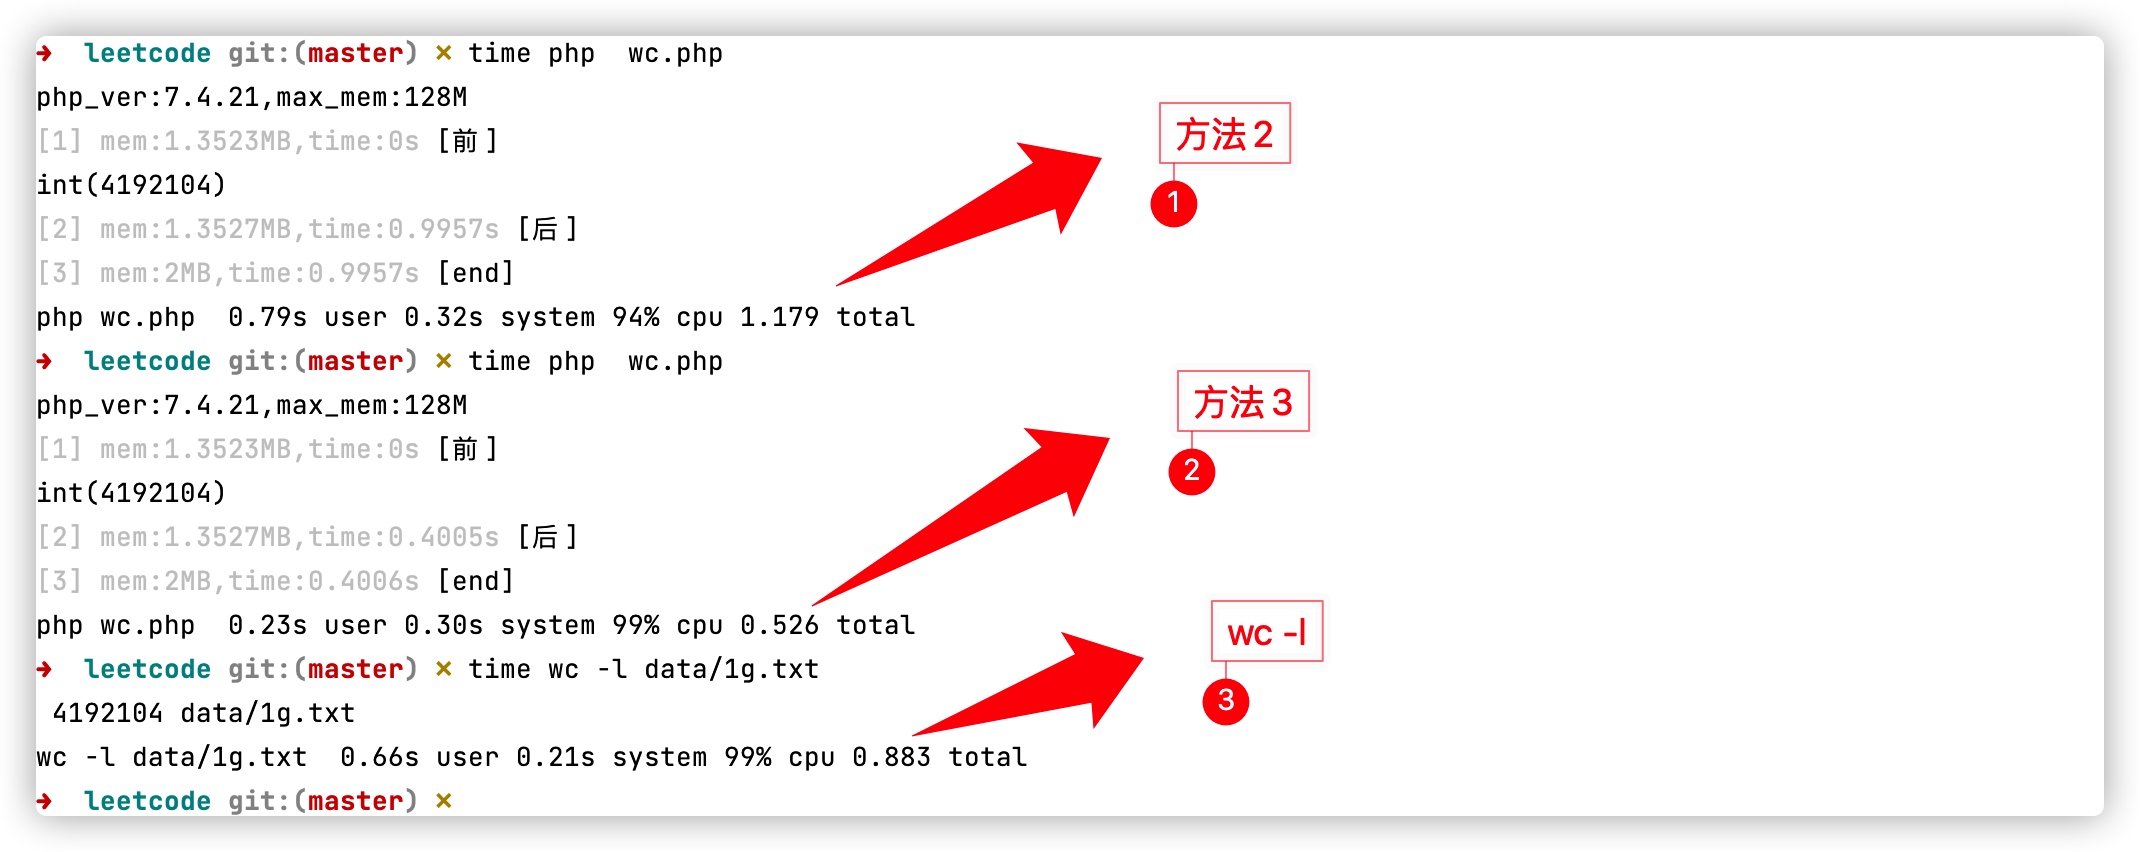 ➜  leetcode git:(master) ✗ time php  wc.php
php_ver:7.4.21,max_mem:128M
[1] mem:1.3523MB,time:0s [前]
int(4192104)
[2] mem:1.3527MB,time:0.9957s [后]
[3] mem:2MB,time:0.9957s [end]
php wc.php  0.79s user 0.32s system 94% cpu 1.179 total
方法2
1
➜  leetcode git:(master) ✗ time php  wc.php
php_ver:7.4.21,max_mem:128M
[1] mem:1.3523MB,time:0s [前]
int(4192104)
[2] mem:1.3527MB,time:0.4005s [后]
[3] mem:2MB,time:0.4006s [end]
php wc.php  0.23s user 0.30s system 99% cpu 0.526 total
方法3
2
➜  leetcode git:(master) ✗ time wc -l data/1g.txt
 4192104 data/1g.txt
wc -l data/1g.txt  0.66s user 0.21s system 99% cpu 0.883 total
wc -l
3
➜  leetcode git:(master) ✗